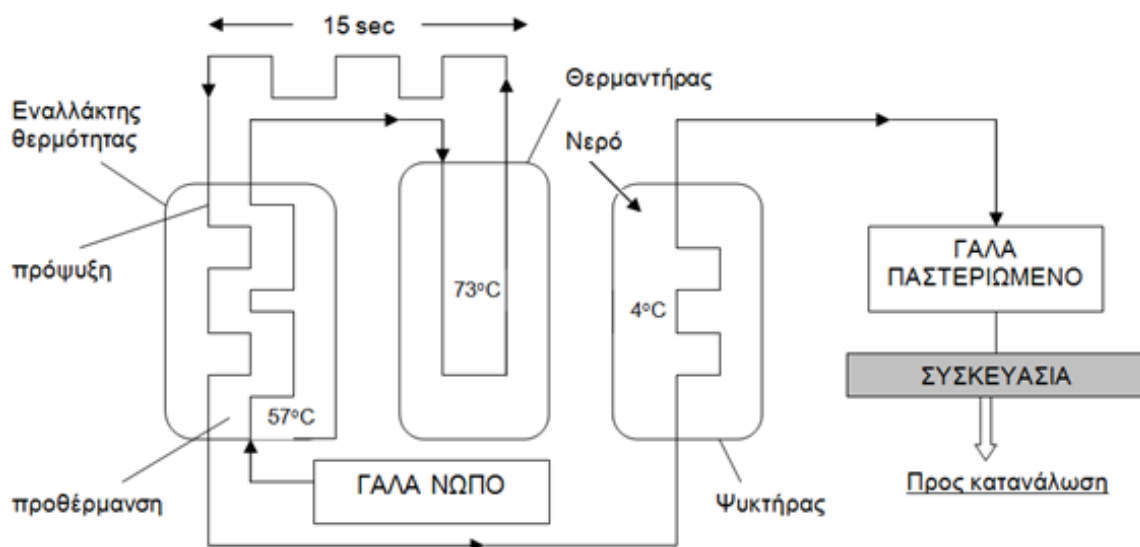 15 sec
Εναλλάκτης
θερμότητας
Θερμαντήρας
Νερό
πρόψυξη
73°C
4°C
ΓΑΛΑ
ΠΑΣΤΕΡΙΩΜΕΝΟ
ΣΥΣΚΕΥΑΣΙΑ
57°C
προθέρμανση
ΓΑΛΑ ΝΩΠΟ
Ψυκτήρας
Προς κατανάλωση